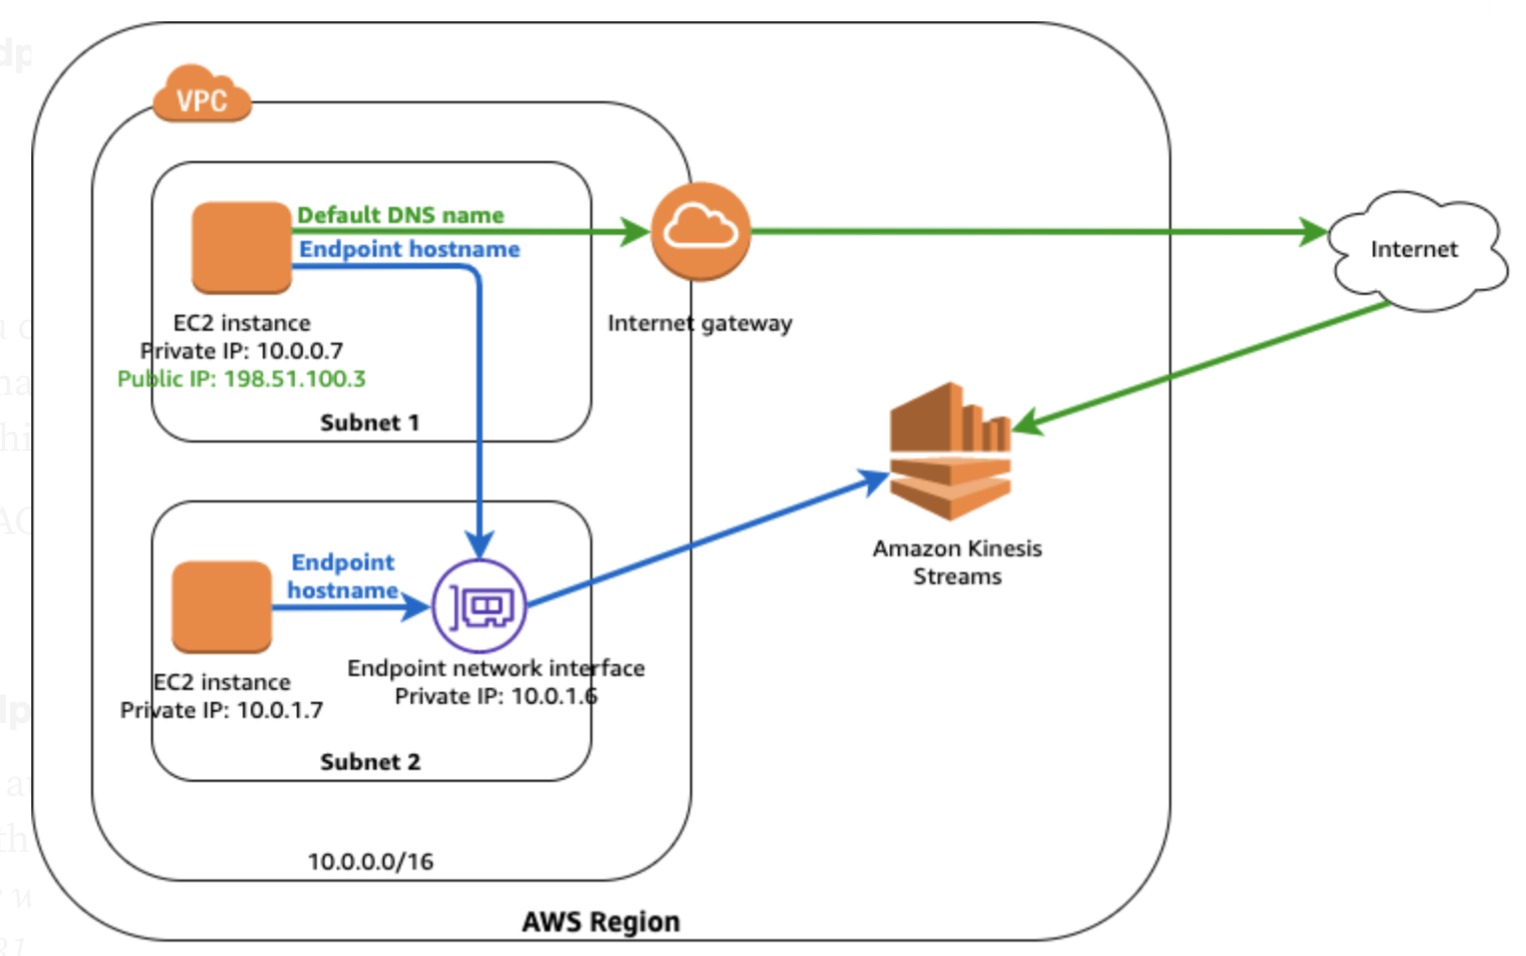 VPC
Default DNS name
Endpoint hostname
Internet
EC2 instance
Private IP: 10.0.0.7
Public IP: 198.51.100.3
Internet gateway
Subnet 1
Endpoint
hostname
Amazon Kinesis
Streams
Endpoint network interface
Private IP: 10.0.1.6
EC2 instance
Private IP: 10.0.1.7
Subnet 2
10.0.0.0/16
AWS Region